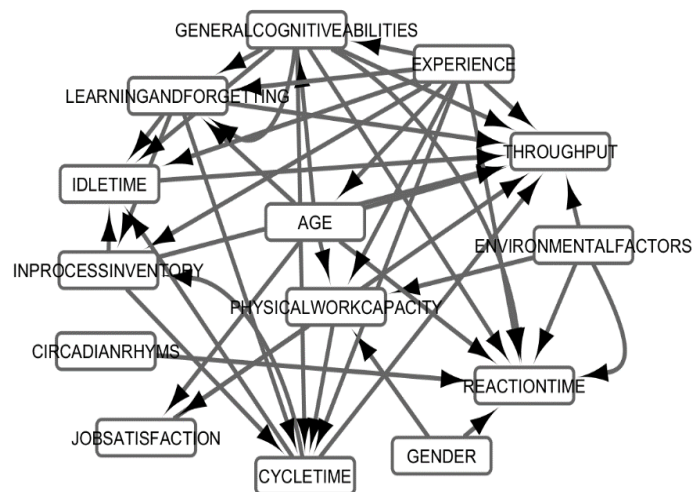 GENERALCOGNITIVEABILITIES
EXPERIENCE
LEARNINGANDFORGETTING
THROUGHPUT
IDLETIME
AGE
ENVIRONMENTALFACTORS
INPROCESSINVENTORY
PHYSICALWORKCAPACITY
CIRCADIANRHYMS
REACTIONTIME
JOBSATISFACTION
GENDER
CYCLETIME